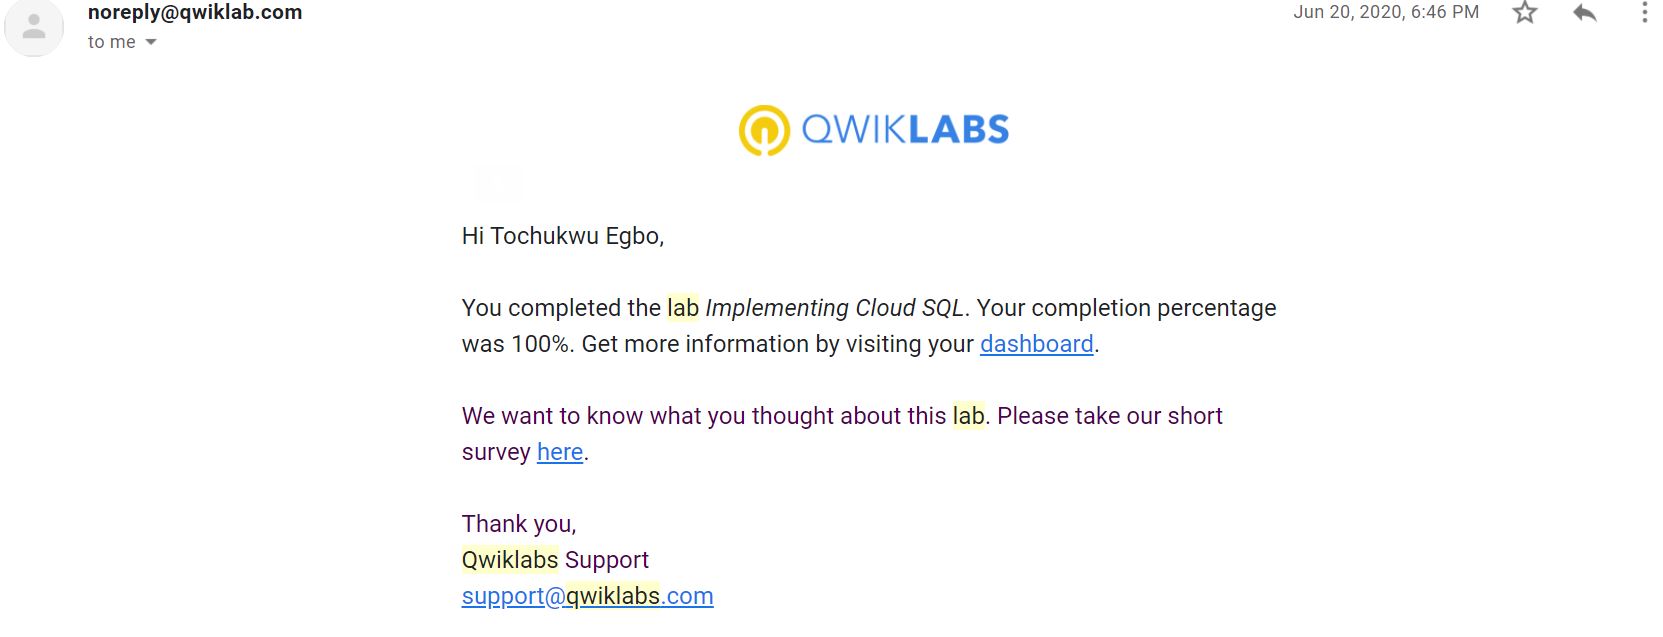 noreply@qwiklab.com
Jun 20, 2020, 6:46 PM
to me
QWIKLABS
Hi Tochukwu Egbo,
You completed the lab Implementing Cloud SQL. Your completion percentage
was 100%. Get more information by visiting your dashboard.
We want to know what you thought about this lab. Please take our short
survey here.
Thank you,
Qwiklabs Support
support@qwiklabs.com